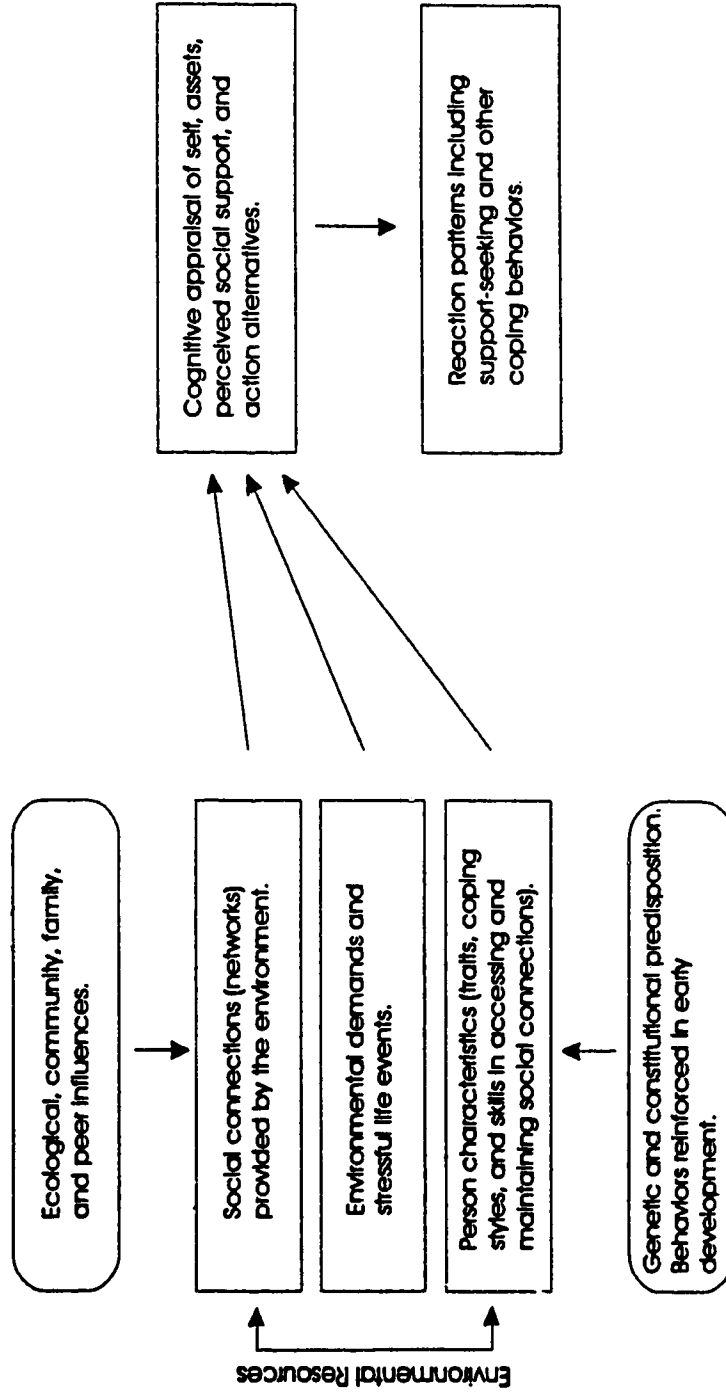 Ecological, community, family,
and peer influences.
Social connections (networks)
provided by the environment.
Environmental demands and
stressful life events.
Person characteristics (traits, coping
styles, and skills in accessing and
maintaining social connections).
Genetic and constitutional predisposition.
Behaviors reinforced in early
development.
Environmental Resources
Cognitive appraisal of self, assets,
perceived social support, and
action alternatives.
Reaction patterns including
support-seeking and other
coping behaviors.